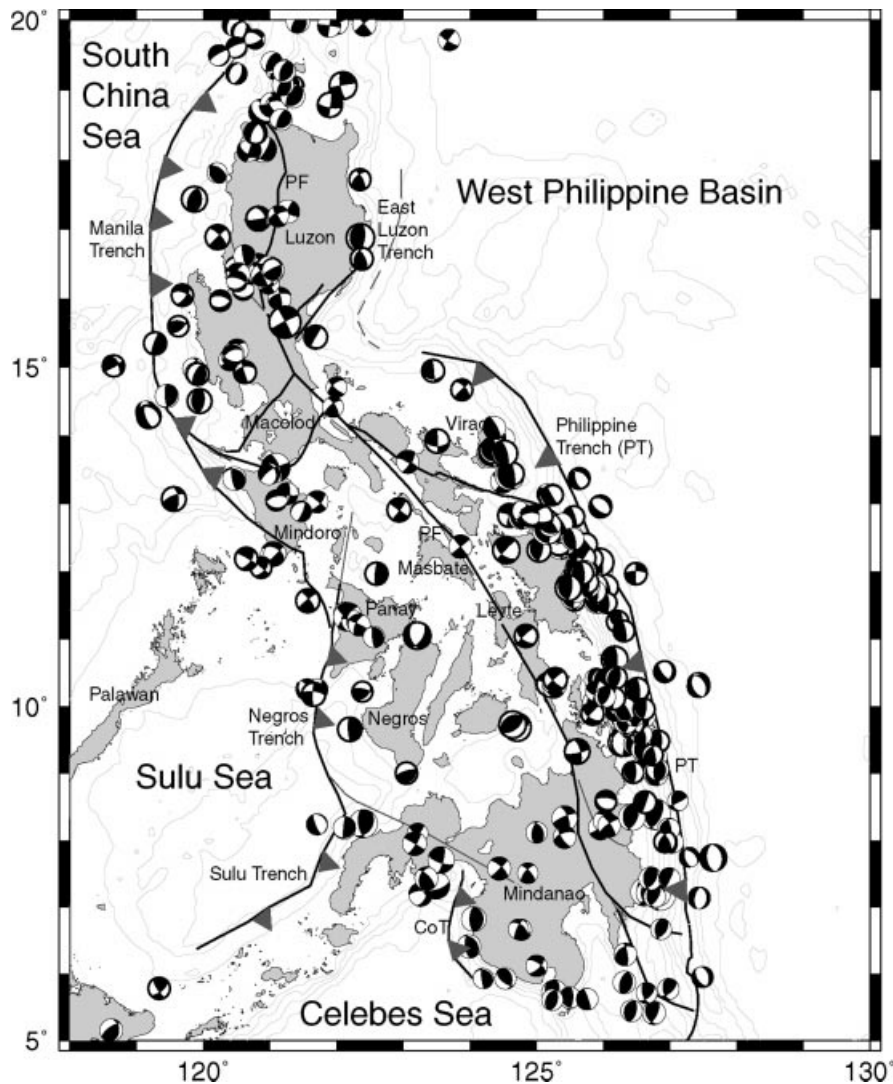 20˚
South
China
Sea
PF
West Philippine Basin
East
Luzon
Trench
Manila
Trench
Luzon
15˚
Macolod
Virac
Philippine
Trench (PT)
Mindoro
PF
Masbate
Panay
Leyte
Palawan
10˚
Negros
Trench
Negros
PT
Sulu Sea
Sulu Trench
Mindanao
CoT
Celebes Sea
5˚
120˚
125˚
130˚